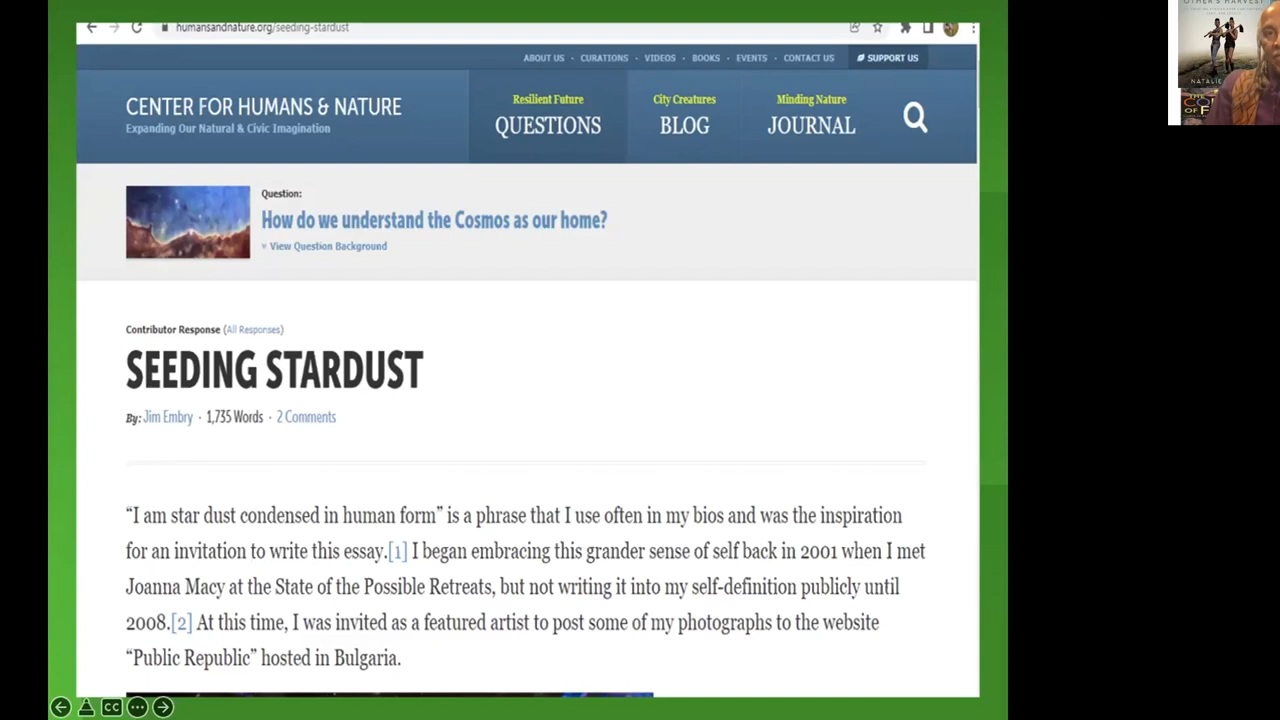 humansandnature.org/seeding-stardust
ABOUT US · CURATIONS · VIDEOS · BOOKS · EVENTS · CONTACT US SUPPORT US
CENTER FOR HUMANS & NATURE
Expanding Our Natural & Civic Imagination
Resilient Future
QUESTIONS
City Creatures
BLOG
Minding Nature
JOURNAL
Question:
How do we understand the Cosmos as our home?
v View Question Background
Contributor Response (All Responses)
SEEDING STARDUST
By: Jim Embry · 1,735 Words · 2 Comments
“I am star dust condensed in human form” is a phrase that I use often in my bios and was the inspiration
for an invitation to write this essay.[1] I began embracing this grander sense of self back in 2001 when I met
Joanna Macy at the State of the Possible Retreats, but not writing it into my self-definition publicly until
2008.[2] At this time, I was invited as a featured artist to post some of my photographs to the website
“Public Republic” hosted in Bulgaria.
CC
OTHER'S HARVEST
NATALIE
THE
OF